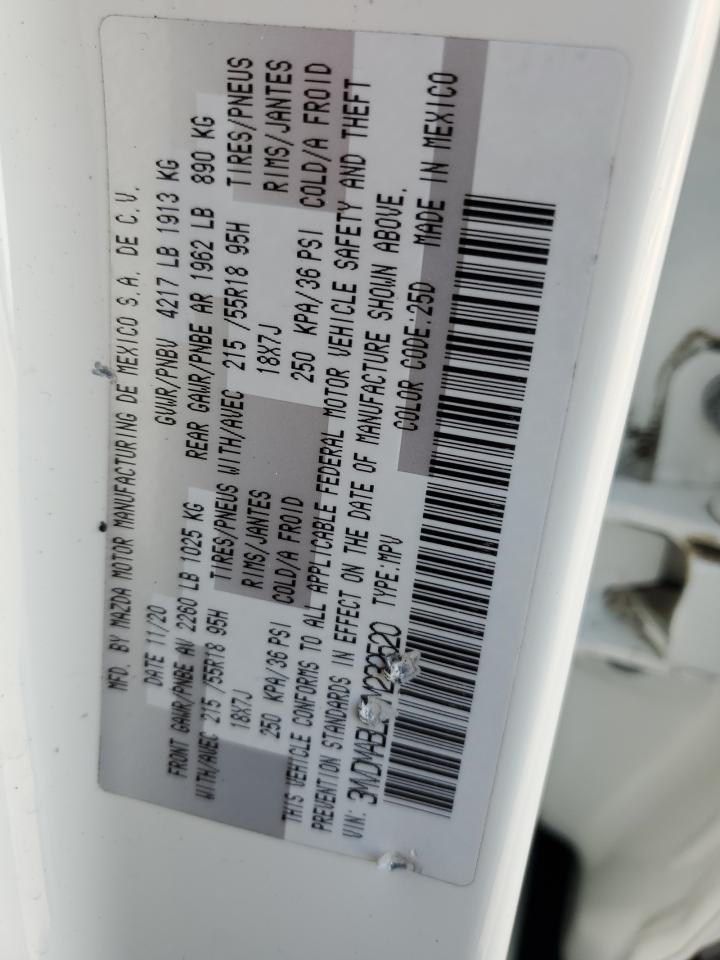 MFD. BY MAZDA MOTOR MANUFACTURING DE MEXICO S.A. DE C.V.
DATE 11/20 GVWR/PNBV 4217 LB 1913 KG
FRONT GAWR/PNBE AV 2260 LB 1025 KG REAR GAWR/PNBE AR 1962 LB 890 KG
WITH/AVEC 215 /55R18 95H TIRES/PNEUS WITH/AVEC 215 /55R18 95H TIRES/PNEUS
18X7J RIMS/JANTES 18X7J RIMS/JANTES
250 KPA/36 PSI COLD/A FROID 250 KPA/36 PSI COLD/A FROID
THIS VEHICLE CONFORMS TO ALL APPLICABLE FEDERAL MOTOR VEHICLE SAFETY AND THEFT
PREVENTION STANDARDS IN EFFECT ON THE DATE OF MANUFACTURE SHOWN ABOVE.
VIN: TYPE:MPV COLOR CODE:25D MADE IN MEXICO